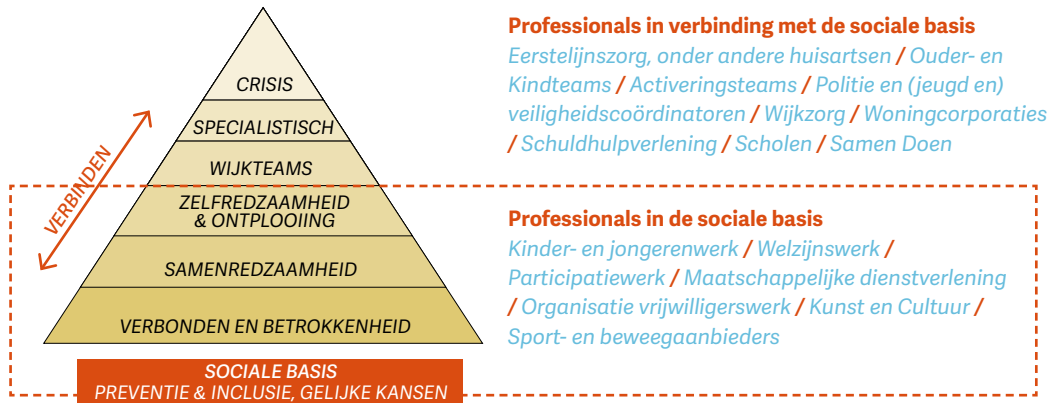 CRISIS
SPECIALISTISCH
WIJKTEAMS
ZELFREDZAAMHEID
& ONTPLOOIING
SAMENREDZAAMHEID
VERBONDEN EN BETROKKENHEID
SOCIALE BASIS
PREVENTIE & INCLUSIE, GELIJKE KANSEN
VERBINDEN
Professionals in verbinding met de sociale basis
Eerstelijnszorg, onder andere huisartsen / Ouder- en
Kindteams / Activeringsteams / Politie en (jeugd en)
veiligheidscoördinatoren / Wijkzorg / Woningcorporaties
/ Schuldhulpverlening / Scholen / Samen Doen
Professionals in de sociale basis
Kinder- en jongerenwerk / Welzijnswerk /
Participatiewerk / Maatschappelijke dienstverlening
/ Organisatie vrijwilligerswerk / Kunst en Cultuur /
Sport- en beweegaanbieders